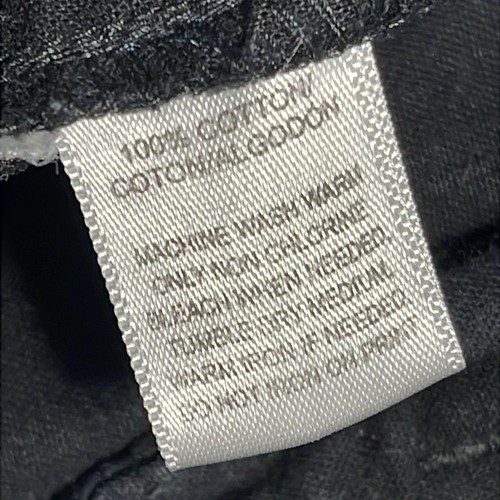 100% COTTON/
COTON/ALGODON
MACHINE WASH WARM
ONLY NON-CHLORINE
BLEACH WHEN NEEDED.
TUMBLE DRY MEDIUM.
WARM IRON IF NEEDED.
DO NOT IRON ON PRINT